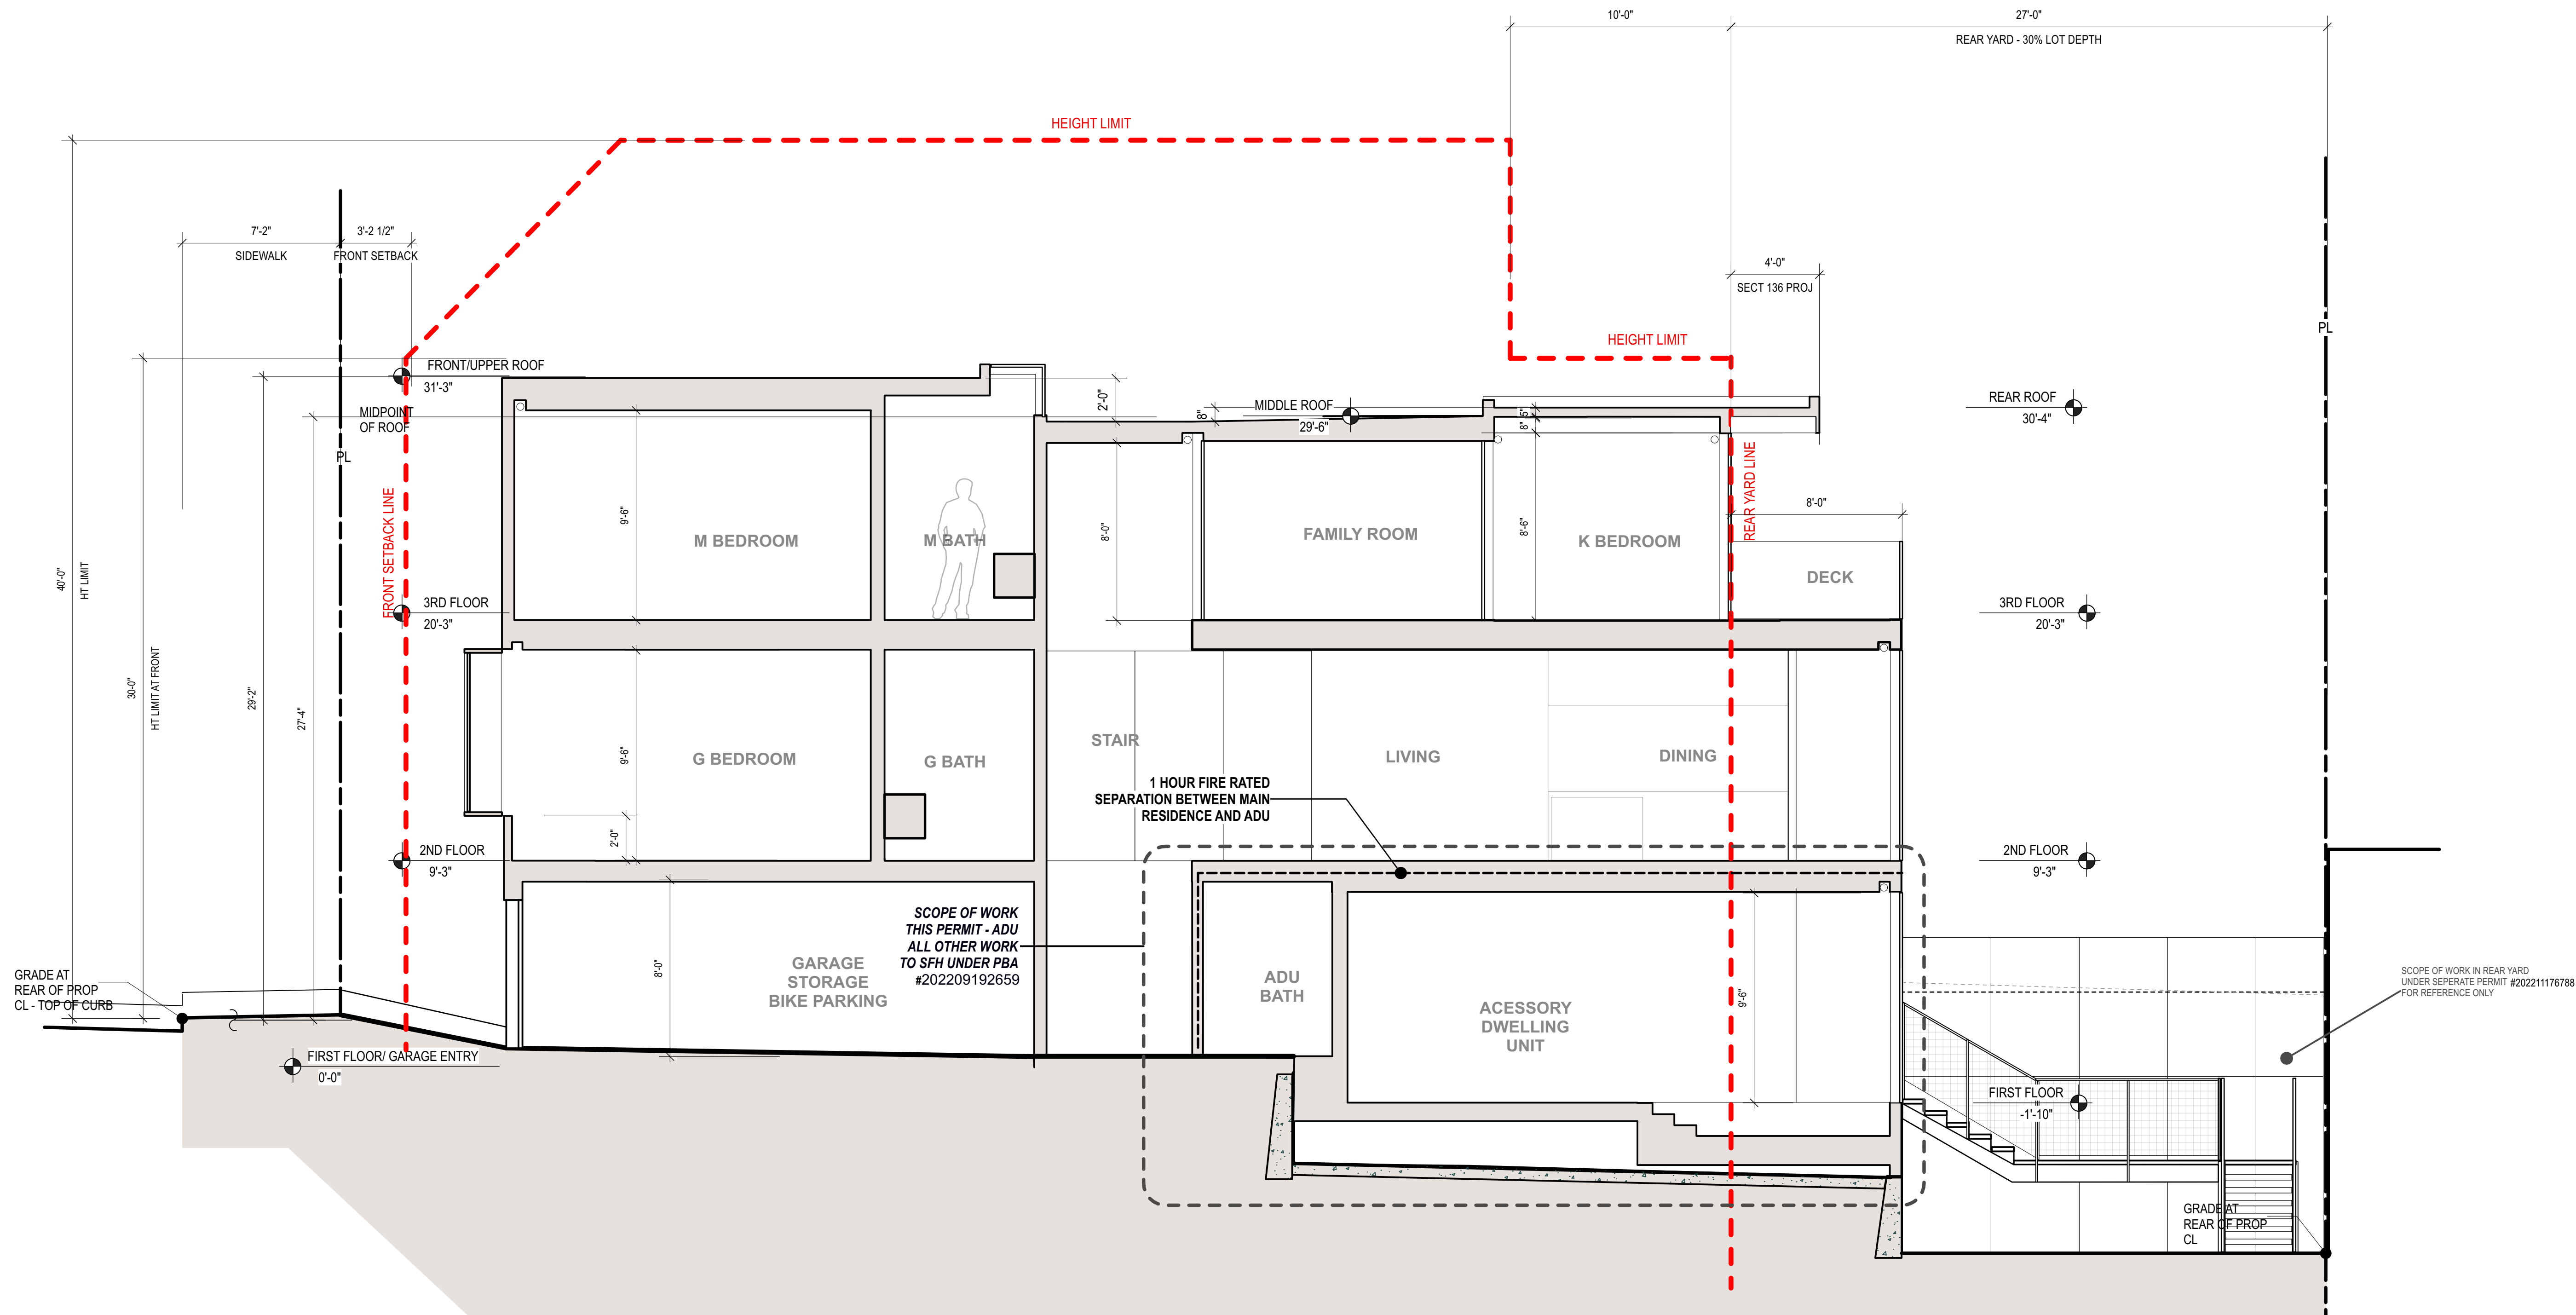 10'-0"
27'-0"
REAR YARD - 30% LOT DEPTH
HEIGHT LIMIT
7'-2"
3'-2 1/2"
SIDEWALK
FRONT SETBACK
4'-0"
SECT 136 PROJ
PL
HEIGHT LIMIT
FRONT/UPPER ROOF
31'-3"
MIDPOINT
OF ROOF
PL
2'-0"
8"
MIDDLE ROOF
29'-6"
5"
8"
REAR ROOF
30'-4"
FRONT SETBACK LINE
REAR YARD LINE
9'-6"
M BEDROOM
M BATH
8'-0"
FAMILY ROOM
8'-6"
K BEDROOM
8'-0"
DECK
40'-0"
HT LIMIT
30-0"
HT LIMIT AT FRONT
29'-2"
27'-4"
3RD FLOOR
20'-3"
3RD FLOOR
20'-3"
9'-6"
G BEDROOM
G BATH
STAIR
LIVING
DINING
2'-0"
1 HOUR FIRE RATED
SEPARATION BETWEEN MAIN
RESIDENCE AND ADU
2ND FLOOR
9'-3"
2ND FLOOR
9'-3"
SCOPE OF WORK
THIS PERMIT - ADU
ALL OTHER WORK
TO SFH UNDER PBA
#202209192659
8'-0"
GARAGE
STORAGE
BIKE PARKING
ADU
BATH
ACESSORY
DWELLING
UNIT
9'-6"
GRADE AT
REAR OF PROP
CL - TOP OF CURB
SCOPE OF WORK IN REAR YARD
UNDER SEPERATE PERMIT #202211176788
FOR REFERENCE ONLY
FIRST FLOOR/ GARAGE ENTRY
0'-0"
FIRST FLOOR
-1'-10"
GRADE AT
REAR OF PROP
CL